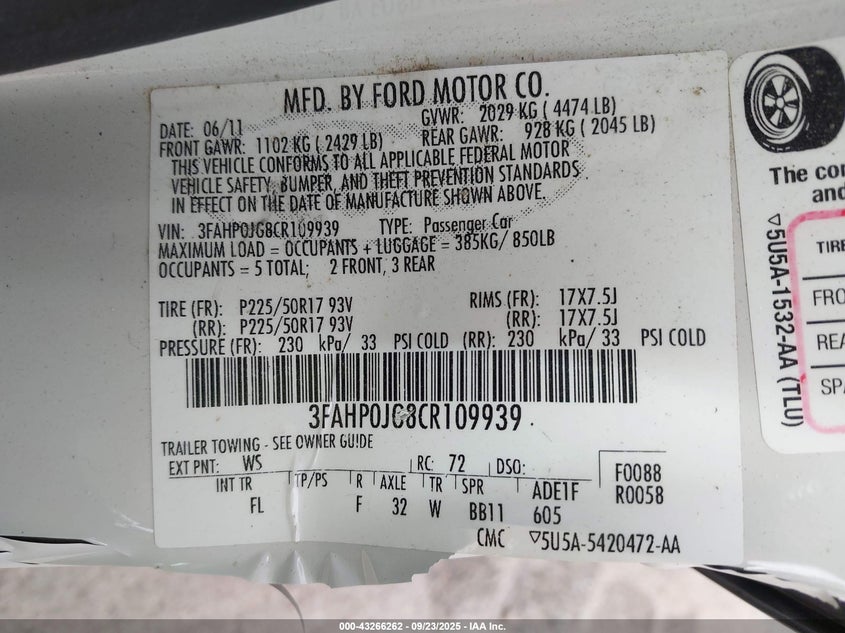 MFD. BY FORD MOTOR CO.
DATE: 06/11 GVWR: 2029 KG ( 4474 LB)
FRONT GAWR: 1102 KG ( 2429 LB) REAR GAWR: 928 KG ( 2045 LB)
THIS VEHICLE CONFORMS TO ALL APPLICABLE FEDERAL MOTOR
VEHICLE SAFETY, BUMPER, AND THEFT PREVENTION STANDARDS
IN EFFECT ON THE DATE OF MANUFACTURE SHOWN ABOVE.
VIN: 3FAHP0JG8CR109939 TYPE: Passenger Car
MAXIMUM LOAD = OCCUPANTS + LUGGAGE = 385KG/ 850LB
OCCUPANTS = 5 TOTAL; 2 FRONT, 3 REAR
TIRE (FR): P225/50R17 93V RIMS (FR): 17X7.5J
(RR): P225/50R17 93V (RR): 17X7.5J
PRESSURE (FR): 230 kPa/ 33 PSI COLD (RR): 230 kPa/ 33 PSI COLD
3FAHP0JG8CR109939
TRAILER TOWING - SEE OWNER GUIDE
EXT PNT: WS RC: 72 DSO: F0088
INT TR TP/PS R AXLE TR SPR ADE1F R0058
FL F 32 W BB11 605
CMC ▽5U5A-5420472-AA
The
and
▽5U5A-1532-AA (TLU)
TIRE
000-43266262 - 09/23/2025 - IAA Inc.